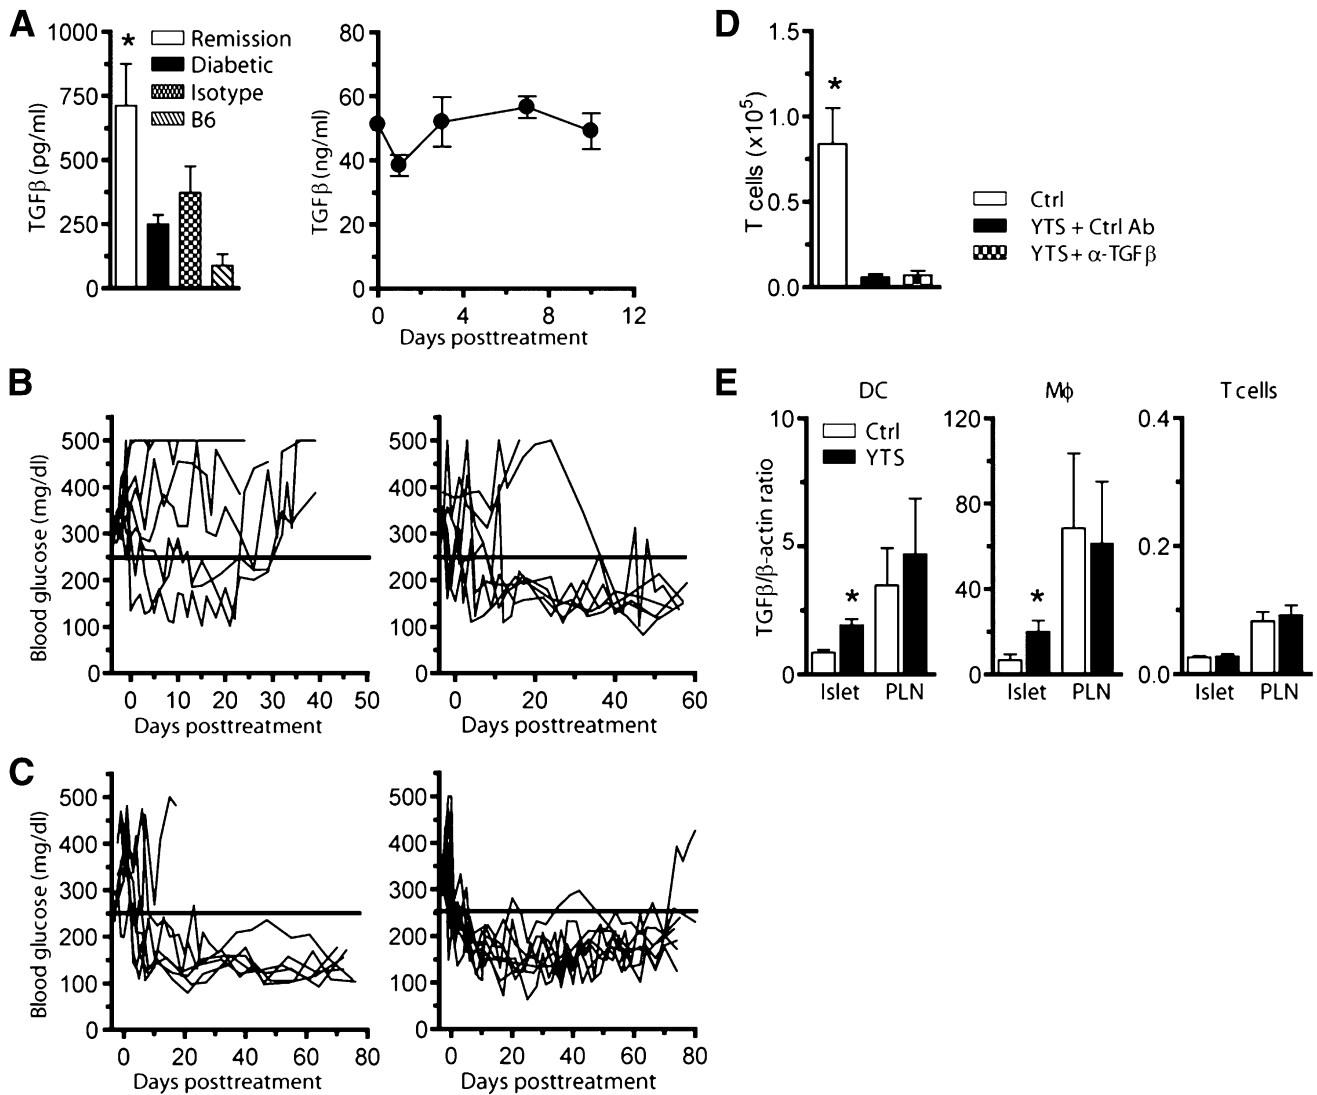 A
TGFβ (pg/ml)
1000
750
500
250
0
*
Remission
Diabetic
Isotype
B6
TGFβ (ng/ml)
80
60
40
20
0
0 4 8 12
Days posttreatment
D
T cells (x10⁵)
1.5
1.0
0.5
0.0
*
Ctrl
YTS + Ctrl Ab
YTS + α-TGFβ
B
Blood glucose (mg/dl)
500
400
300
200
100
0
0 10 20 30 40 50
Days posttreatment
500
400
300
200
100
0
0 20 40 60
Days posttreatment
E
TGFβ/β-actin ratio
DC
10
5
0
Ctrl
YTS
*
Islet PLN
Mϕ
120
80
40
0
*
Islet PLN
T cells
0.4
0.2
0.0
Islet PLN
C
Blood glucose (mg/dl)
500
400
300
200
100
0
0 20 40 60 80
Days posttreatment
500
400
300
200
100
0
0 20 40 60 80
Days posttreatment